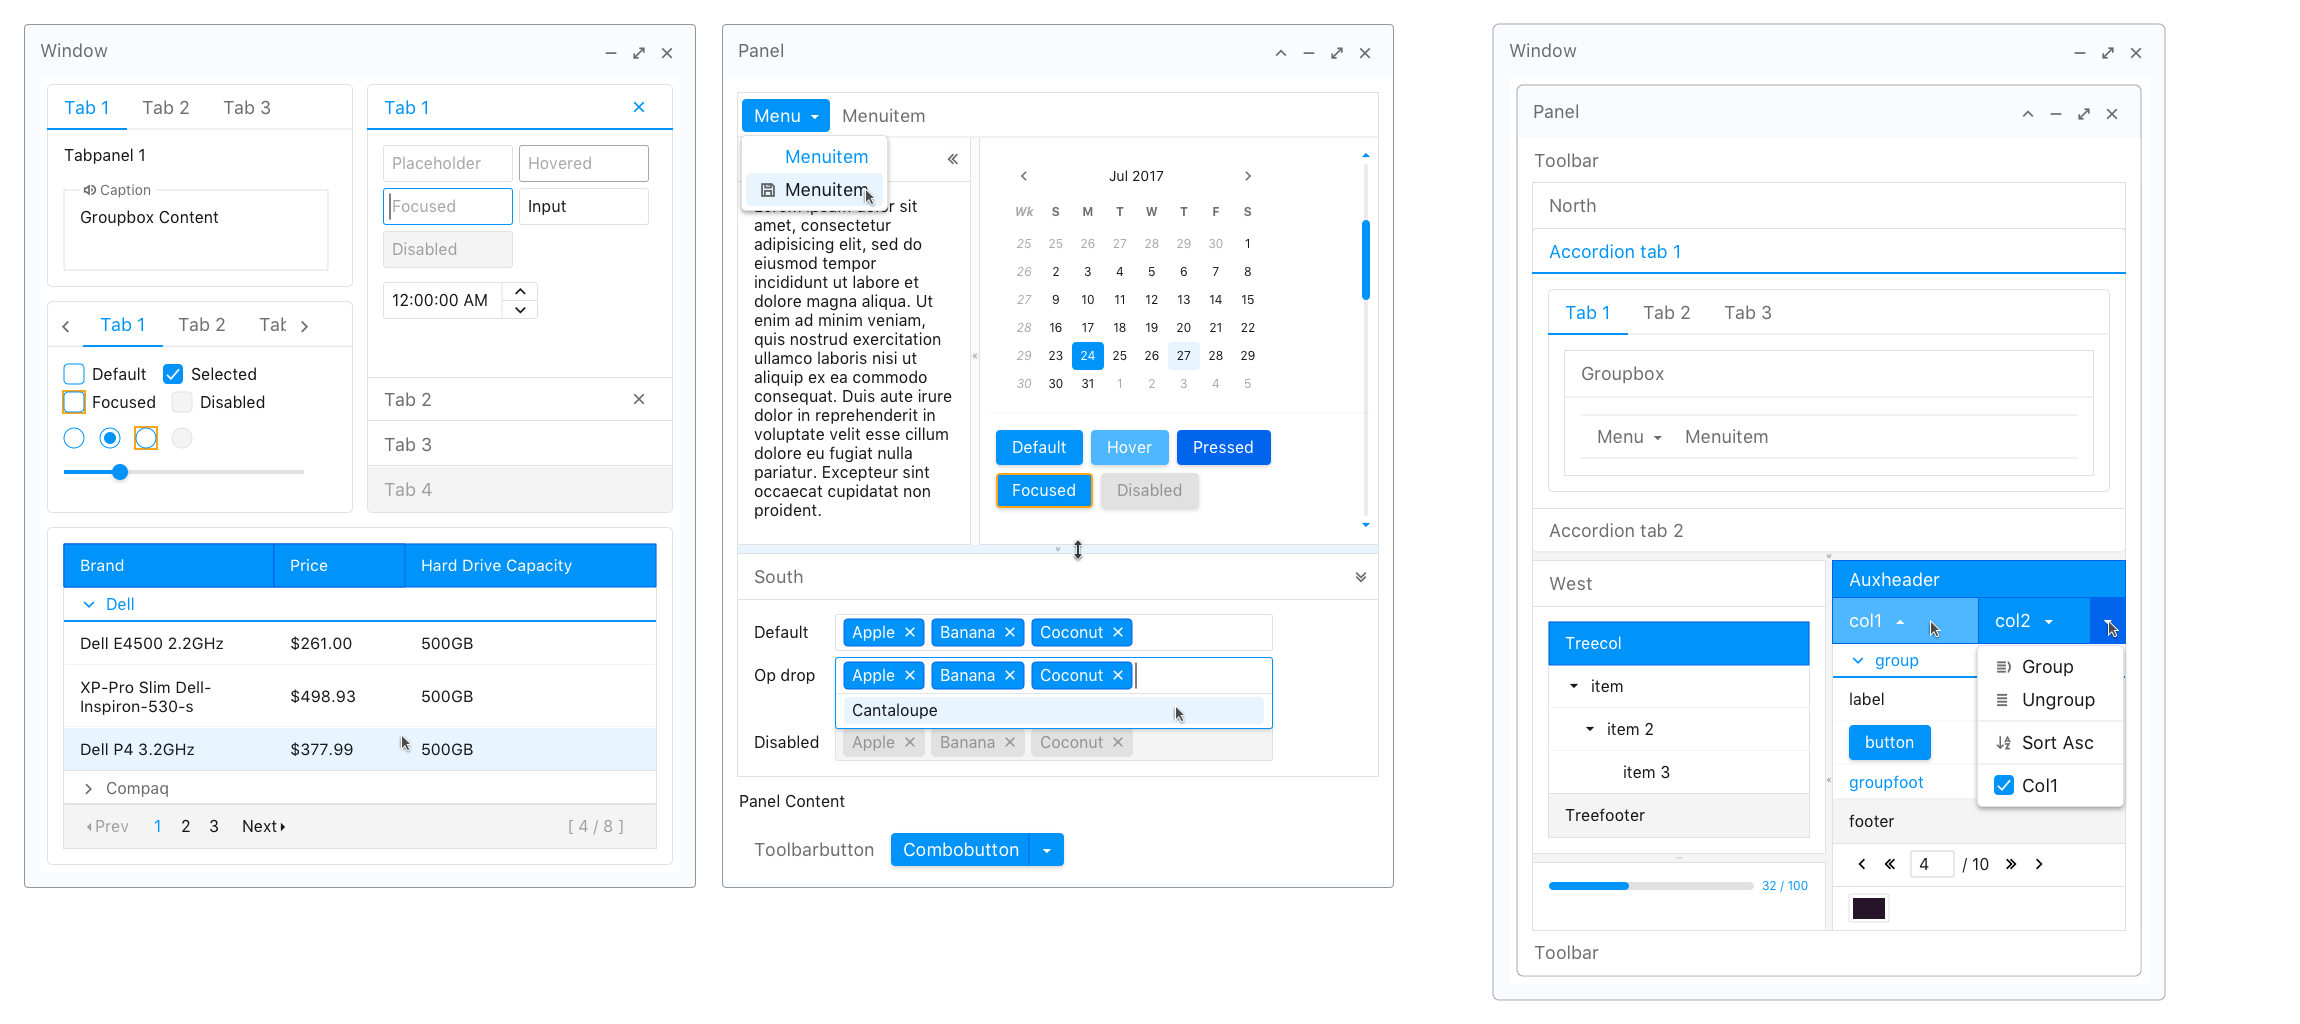 Window
Tab 1 Tab 2 Tab 3
Tabpanel 1
Caption
Groupbox Content
Tab 1 Tab 2
Default Selected
Focused Disabled
Tab 1
Placeholder Hovered
Focused Input
Disabled
12:00:00 AM
Tab 2
Tab 3
Tab 4
Brand Price Hard Drive Capacity
Dell
Dell E4500 2.2GHz $261.00 500GB
XP-Pro Slim Dell-
Inspiron-530-s $498.93 500GB
Dell P4 3.2GHz $377.99 500GB
Compaq
Prev 1 2 3 Next [ 4 / 8 ]
Panel
Menu Menuitem
Menuitem
Menuitem
sit
amet, consectetur
adipisicing elit, sed do
eiusmod tempor
incididunt ut labore et
dolore magna aliqua. Ut
enim ad minim veniam,
quis nostrud exercitation
ullamco laboris nisi ut
aliquip ex ea commodo
consequat. Duis aute irure
dolor in reprehenderit in
voluptate velit esse cillum
dolore eu fugiat nulla
pariatur. Excepteur sint
occaecat cupidatat non
proident.
Jul 2017
Wk S M T W T F S
25 25 26 27 28 29 30 1
26 2 3 4 5 6 7 8
27 9 10 11 12 13 14 15
28 16 17 18 19 20 21 22
29 23 24 25 26 27 28 29
30 30 31 1 2 3 4 5
Default Hover Pressed
Focused Disabled
South
Default Apple Banana Coconut
Op drop Apple Banana Coconut
Cantaloupe
Disabled Apple Banana Coconut
Panel Content
Toolbarbutton Combobutton
Window
Panel
Toolbar
North
Accordion tab 1
Tab 1 Tab 2 Tab 3
Groupbox
Menu Menuitem
Accordion tab 2
West
Treecol
item
item 2
item 3
Treefooter
32 / 100
Auxheader
col1 col2
group
label
button
groupfoot
footer
Group
Ungroup
Sort Asc
Col1
4 / 10
Toolbar